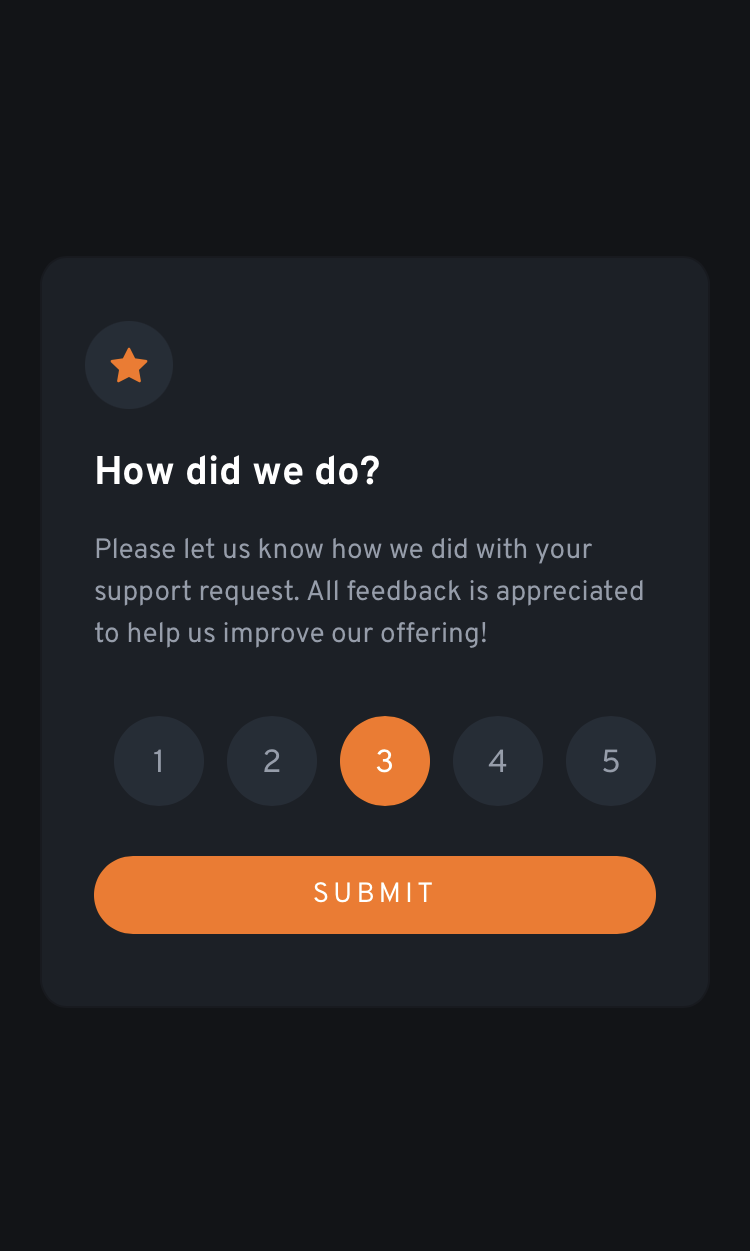 How did we do?
Please let us know how we did with your
support request. All feedback is appreciated
to help us improve our offering!
1 2 3 4 5
SUBMIT